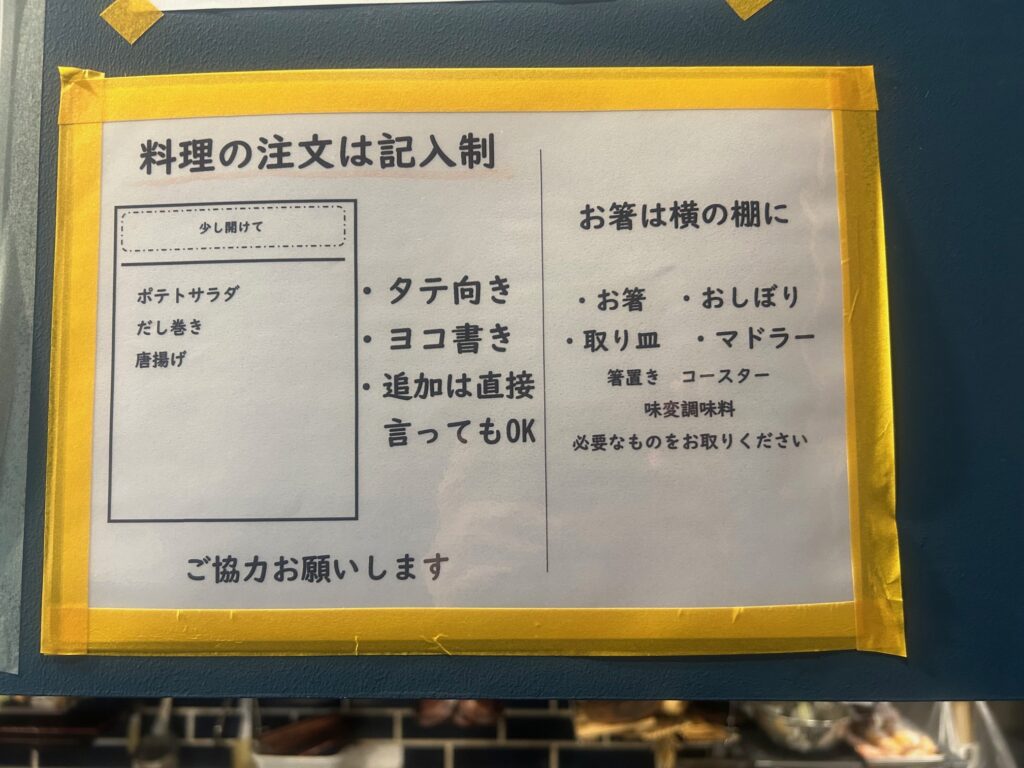 料理の注文は記入制
少し開けて
ポテトサラダ
だし巻き
唐揚げ
・タテ向き
・ヨコ書き
・追加は直接
言ってもOK
ご協力お願いします
お箸は横の棚に
・お箸 ・おしぼり
・取り皿 ・マドラー
箸置き コースター
味変調味料
必要なものをお取りください